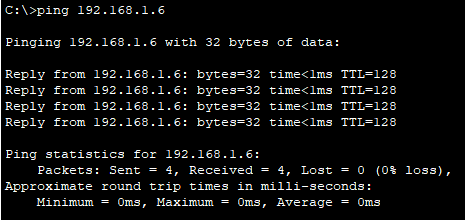 C:\>ping 192.168.1.6
Pinging 192.168.1.6 with 32 bytes of data:
Reply from 192.168.1.6: bytes=32 time<1ms TTL=128
Reply from 192.168.1.6: bytes=32 time<1ms TTL=128
Reply from 192.168.1.6: bytes=32 time<1ms TTL=128
Reply from 192.168.1.6: bytes=32 time<1ms TTL=128
Ping statistics for 192.168.1.6:
    Packets: Sent = 4, Received = 4, Lost = 0 (0% loss),
Approximate round trip times in milli-seconds:
    Minimum = 0ms, Maximum = 0ms, Average = 0ms